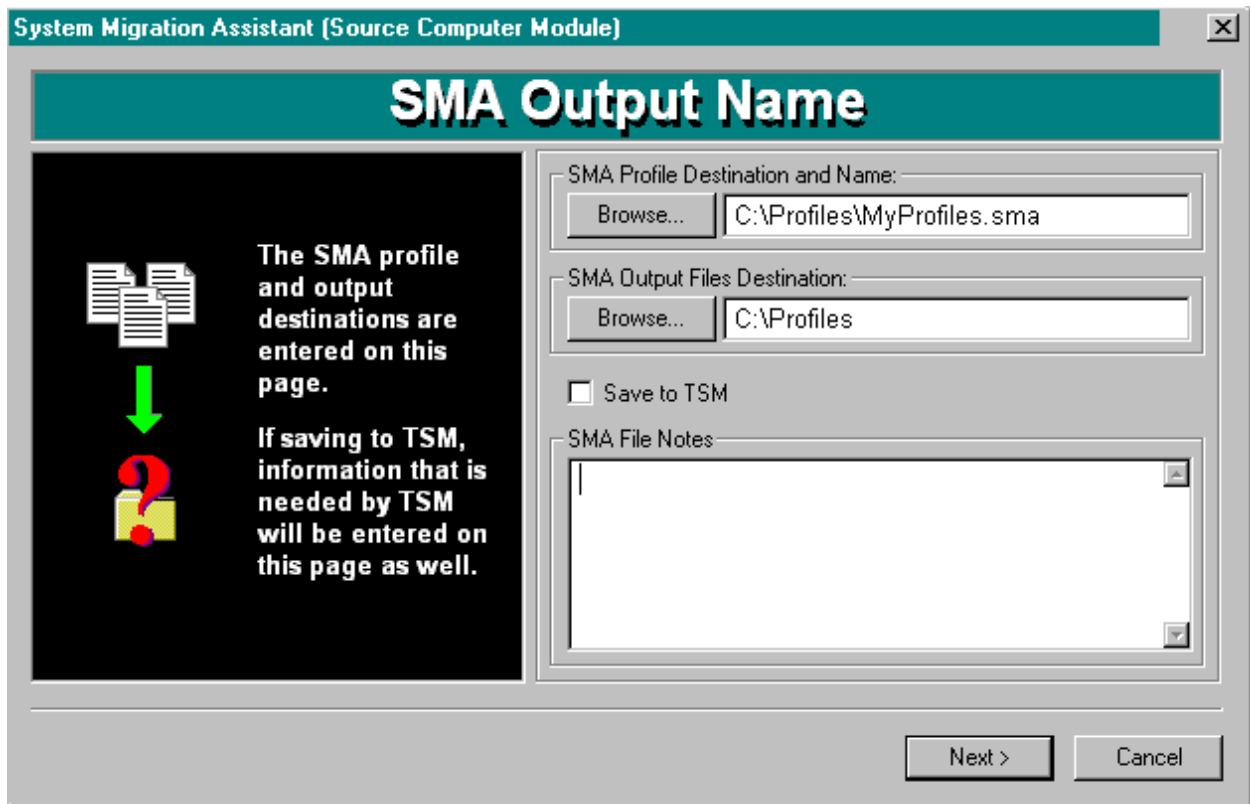 System Migration Assistant (Source Computer Module)
SMA Output Name
The SMA profile
and output
destinations are
entered on this
page.
If saving to TSM,
information that is
needed by TSM
will be entered on
this page as well.
SMA Profile Destination and Name:
Browse... C:\Profiles\MyProfiles.sma
SMA Output Files Destination:
Browse... C:\Profiles
Save to TSM
SMA File Notes
Next > Cancel